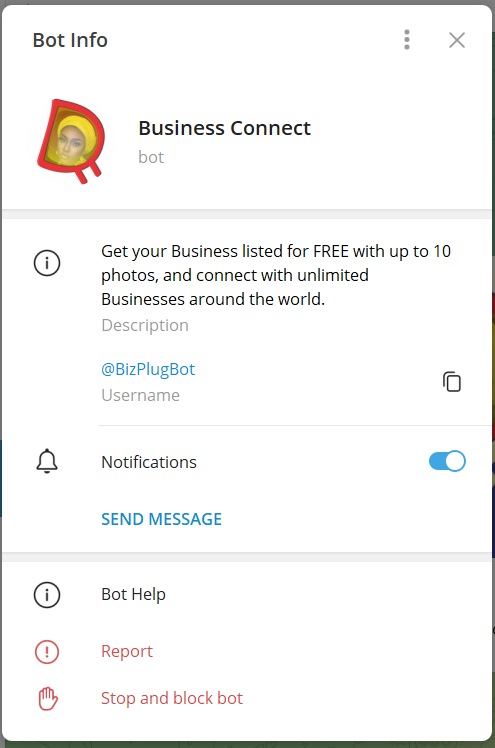 Bot Info
Business Connect
bot
Get your Business listed for FREE with up to 10
photos, and connect with unlimited
Businesses around the world.
Description
@BizPlugBot
Username
Notifications
SEND MESSAGE
Bot Help
Report
Stop and block bot